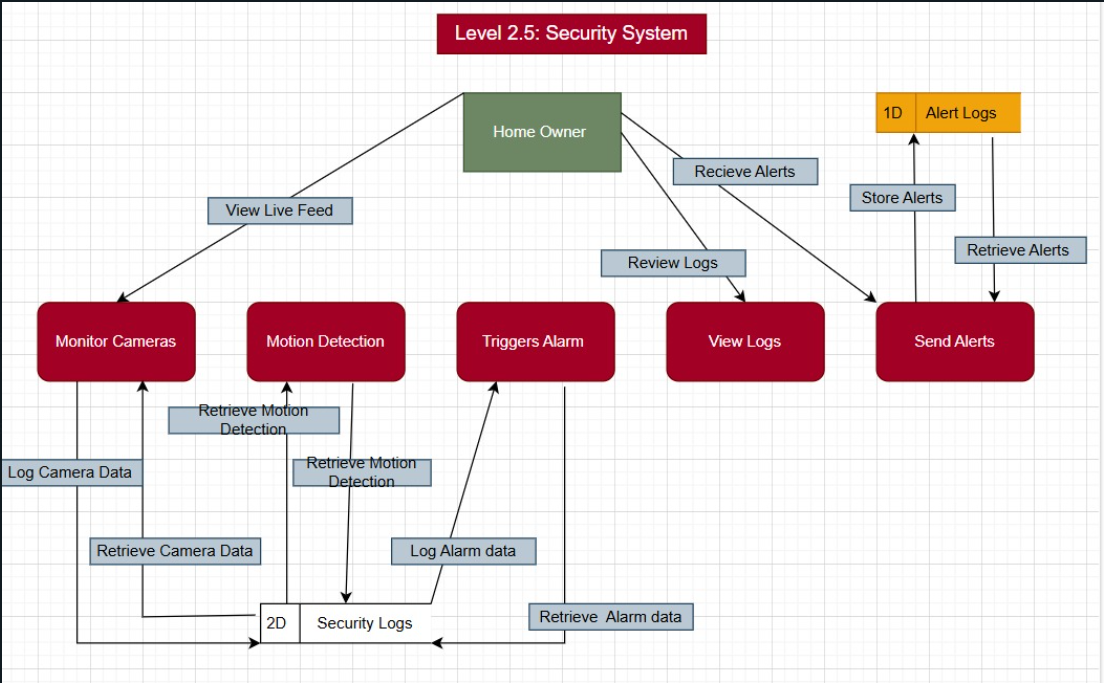 Level 2.5: Security System
Home Owner
1D
Alert Logs
Recieve Alerts
Store Alerts
View Live Feed
Retrieve Alerts
Review Logs
Monitor Cameras
Motion Detection
Triggers Alarm
View Logs
Send Alerts
Retrieve Motion
Detection
Log Camera Data
Retrieve Motion
Detection
Retrieve Camera Data
Log Alarm data
Retrieve Alarm data
2D
Security Logs